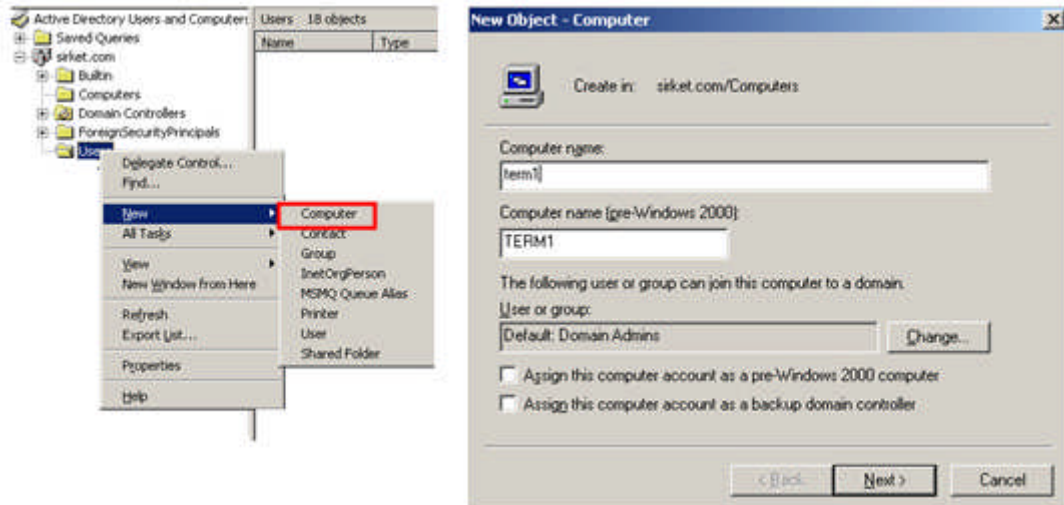 Active Directory Users and Computers
Saved Queries
sirket.com
Builtin
Computers
Domain Controllers
ForeignSecurityPrincipals
Users
Users 18 objects
Name Type
Delegate Control...
Find...
New
All Tasks
View
New Window from Here
Refresh
Export List...
Properties
Help
Computer
Contact
Group
InetOrgPerson
MSMQ Queue Alias
Printer
User
Shared Folder
New Object - Computer
Create in: sirket.com/Computers
Computer name:
term1
Computer name (pre-Windows 2000):
TERM1
The following user or group can join this computer to a domain.
User or group:
Default: Domain Admins
Change...
Assign this computer account as a pre-Windows 2000 computer
Assign this computer account as a backup domain controller
< Back
Next >
Cancel